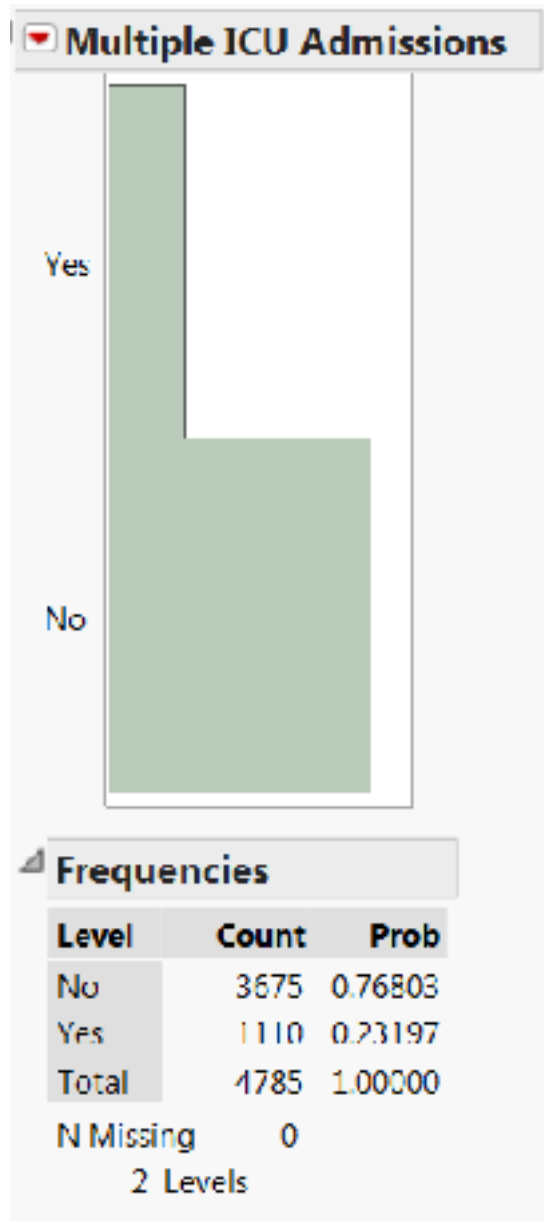 Multiple ICU Admissions
Yes
No
Frequencies
Level Count Prob
No 3675 0.76803
Yes 1110 0.23197
Total 4785 1.00000
N Missing 0
2 Levels